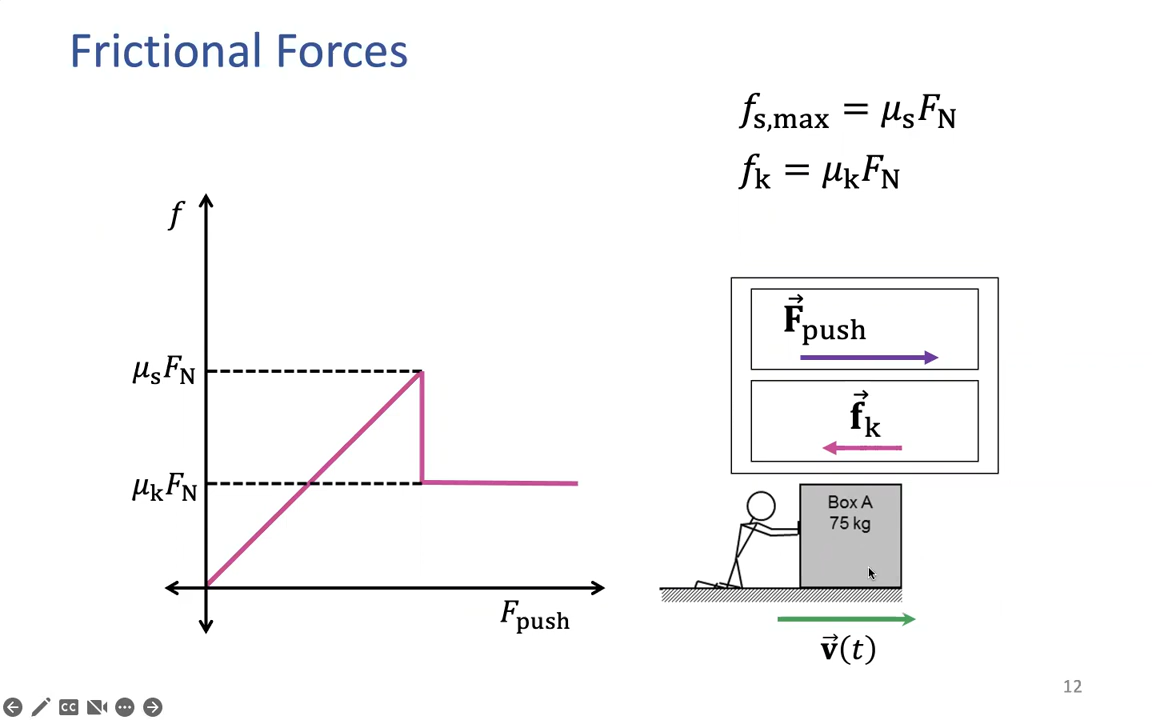 Frictional Forces
f_s,max = μ_s F_N
f_k = μ_k F_N
f
μ_s F_N
μ_k F_N
F_push
F⃗_push
f⃗_k
Box A
75 kg
v⃗(t)
12
CC